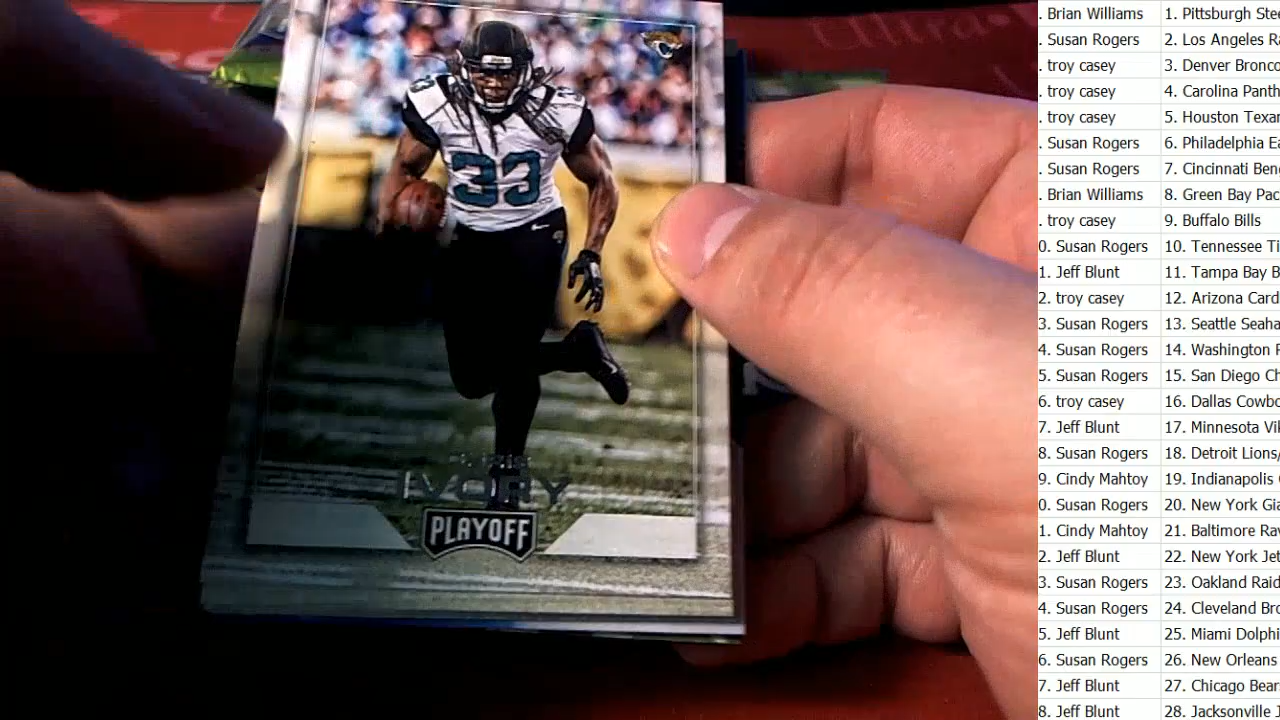 33
IVORY
PLAYOFF
. Brian Williams 1. Pittsburgh Stee
. Susan Rogers 2. Los Angeles Ra
. troy casey 3. Denver Bronco
. troy casey 4. Carolina Panth
. troy casey 5. Houston Texa
. Susan Rogers 6. Philadelphia Ea
. Susan Rogers 7. Cincinnati Beng
. Brian Williams 8. Green Bay Pac
. troy casey 9. Buffalo Bills
0. Susan Rogers 10. Tennessee Ti
1. Jeff Blunt 11. Tampa Bay B
2. troy casey 12. Arizona Card
3. Susan Rogers 13. Seattle Seaha
4. Susan Rogers 14. Washington R
5. Susan Rogers 15. San Diego Ch
6. troy casey 16. Dallas Cowbo
7. Jeff Blunt 17. Minnesota Vik
8. Susan Rogers 18. Detroit Lions/
9. Cindy Mahtoy 19. Indianapolis
0. Susan Rogers 20. New York Gia
1. Cindy Mahtoy 21. Baltimore Ra
2. Jeff Blunt 22. New York Jet
3. Susan Rogers 23. Oakland Raid
4. Susan Rogers 24. Cleveland Bro
5. Jeff Blunt 25. Miami Dolphi
6. Susan Rogers 26. New Orleans
7. Jeff Blunt 27. Chicago Bear
8. Jeff Blunt 28. Jacksonville J